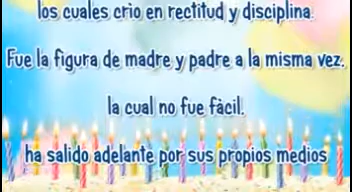 los cuales crio en rectitud y disciplina.
Fue la figura de madre y padre a la misma vez,
la cual no fue fàcil.
ha salido adelante por sus propios medios